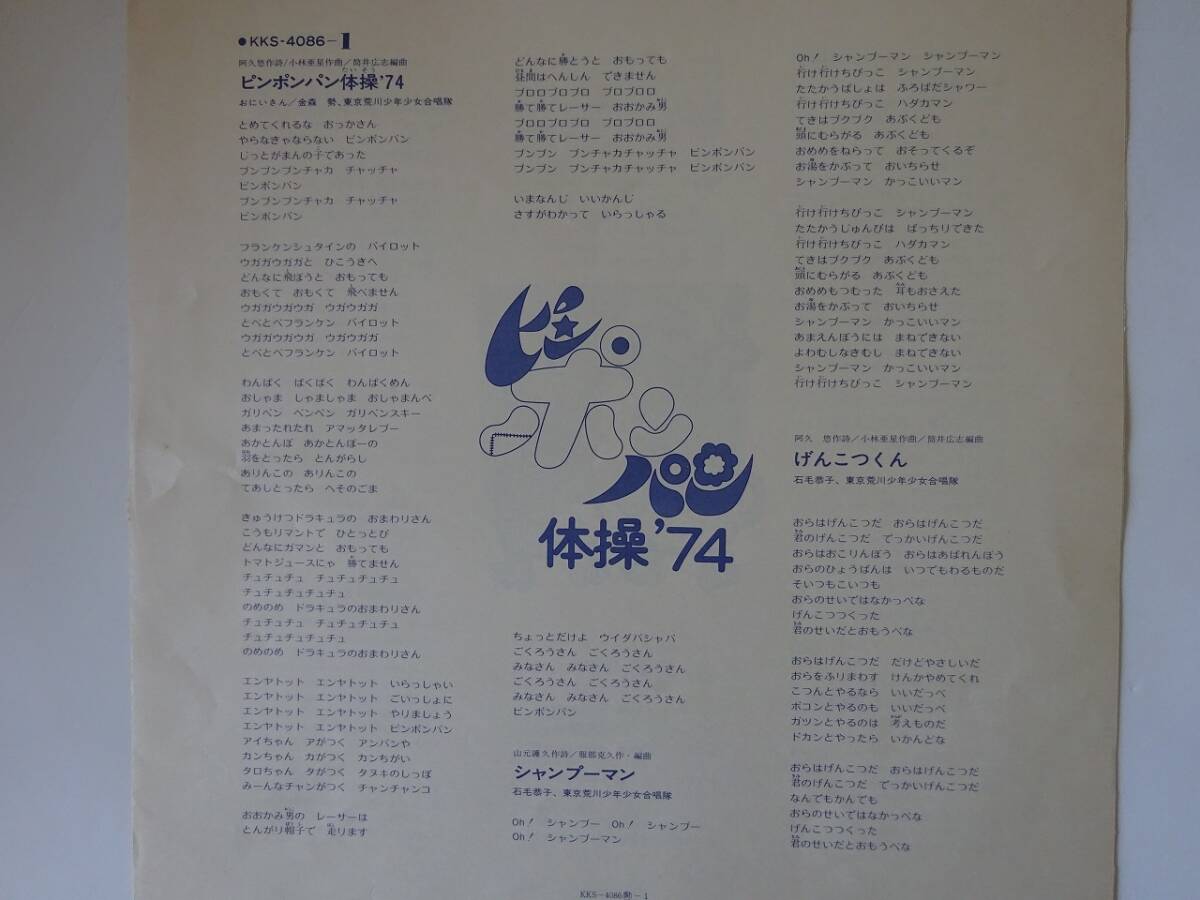 ●KKS-4086-1
阿久悠作詩/小林亜星作曲/筒井広志編曲
ピンポンパン体操'74
おにいさん/金森 勢、東京荒川少年少女合唱隊
とめてくれるな おっかさん
やらなきゃならない ピンポンパン
じっとがまんの子であった
ブンブンブンチャカ チャッチャ
ピンポンパン
ブンブンブンチャカ チャッチャ
ピンポンパン
フランケンシュタインの パイロット
ウガガウガガと ひこうきへ
どんなに飛ぼうと おもっても
おもくて おもくて 飛べません
ウガガウガウガ ウガウガガ
とべとべフランケン パイロット
ウガガウガウガ ウガウガガ
とべとべフランケン パイロット
わんぱく ぱくぱく わんぱくめん
おしゃま しゃましゃま おしゃまんべ
ガリペン ペンペン ガリペンスキー
あまったれたれ アマッタレブー
あかとんぼ あかとんぼーの
羽をとったら とんがらし
ありんこの ありんこの
てあしとったら へそのごま
きゅうけつドラキュラの おまわりさん
こうもりマントで ひとっとび
どんなにガマンと おもっても
トマトジュースにゃ 勝てません
チュチュチュ チュチュチュチュ
チュチュチュチュチュ
のめのめ ドラキュラのおまわりさん
チュチュチュ チュチュチュチュ
チュチュチュチュチュ
のめのめ ドラキュラのおまわりさん
エンヤトット エンヤトット いらっしゃい
エンヤトット エンヤトット ごいっしょに
エンヤトット エンヤトット やりましょう
エンヤトット エンヤトット ピンポンパン
アイちゃん アがつく アンパンや
カンちゃん カがつく カンちがい
タロちゃん タがつく タヌキのしっぽ
みーんなチャンがつく チャンチャンコ
おおかみ男の レーサーは
とんがり帽子で 走ります
どんなに勝とうと おもっても
昼間はへんしん できません
ブロロブロブロ ブロブロロ
勝て勝てレーサー おおかみ男
ブロロブロブロ ブロブロロ
勝て勝てレーサー おおかみ男
ブンブン ブンチャカチャッチャ ピンポンパン
ブンブン ブンチャカチャッチャ ピンポンパン
いまなんじ いいかんじ
さすがわかって いらっしゃる
ピンポンパン
体操'74
ちょっとだけよ ウイダバシャバ
ごくろうさん ごくろうさん
みなさん みなさん ごくろうさん
ごくろうさん ごくろうさん
みなさん みなさん ごくろうさん
ピンポンパン
山元護久作詩/服部克久作・編曲
シャンプーマン
石毛恭子、東京荒川少年少女合唱隊
Oh! シャンプー Oh! シャンプー
Oh! シャンプーマン
Oh! シャンプーマン シャンプーマン
行け行けちびっこ シャンプーマン
たたかうばしょは ふろばだシャワー
行け行けちびっこ ハダカマン
てきはブクブク あぶくども
頭にむらがる あぶくども
おめめをねらって おそってくるぞ
お湯をかぶって おいちらせ
シャンプーマン かっこいいマン
行け行けちびっこ シャンプーマン
たたかうじゅんびは ばっちりできた
行け行けちびっこ ハダカマン
てきはブクブク あぶくども
頭にむらがる あぶくども
おめめもつむった 耳もおさえた
お湯をかぶって おいちらせ
シャンプーマン かっこいいマン
あまえんぼうには まねできない
よわむしなきむし まねできない
シャンプーマン かっこいいマン
行け行けちびっこ シャンプーマン
阿久 悠作詩/小林亜星作曲/筒井広志編曲
げんこつくん
石毛恭子、東京荒川少年少女合唱隊
おらはげんこつだ おらはげんこつだ
君のげんこつだ でっかいげんこつだ
おらはおこりんぼう おらはあばれんぼう
おらのひょうばんは いつでもわるものだ
そいつもこいつも
おらのせいではなかっぺな
げんこつつくった
君のせいだとおもうべな
おらはげんこつだ だけどやさしいだ
おらをふりまわす けんかやめてくれ
こつんとやるなら いいだっペ
ポコンとやるのも いいだっペ
ガツンとやるのは 考えものだ
ドカンとやったら いかんどな
おらはげんこつだ おらはげんこつだ
君のげんこつだ でっかいげんこつだ
なんでもかんでも
おらのせいではなかっぺな
げんこつつくった
君のせいだとおもうべな
KKS-4086㊟-1